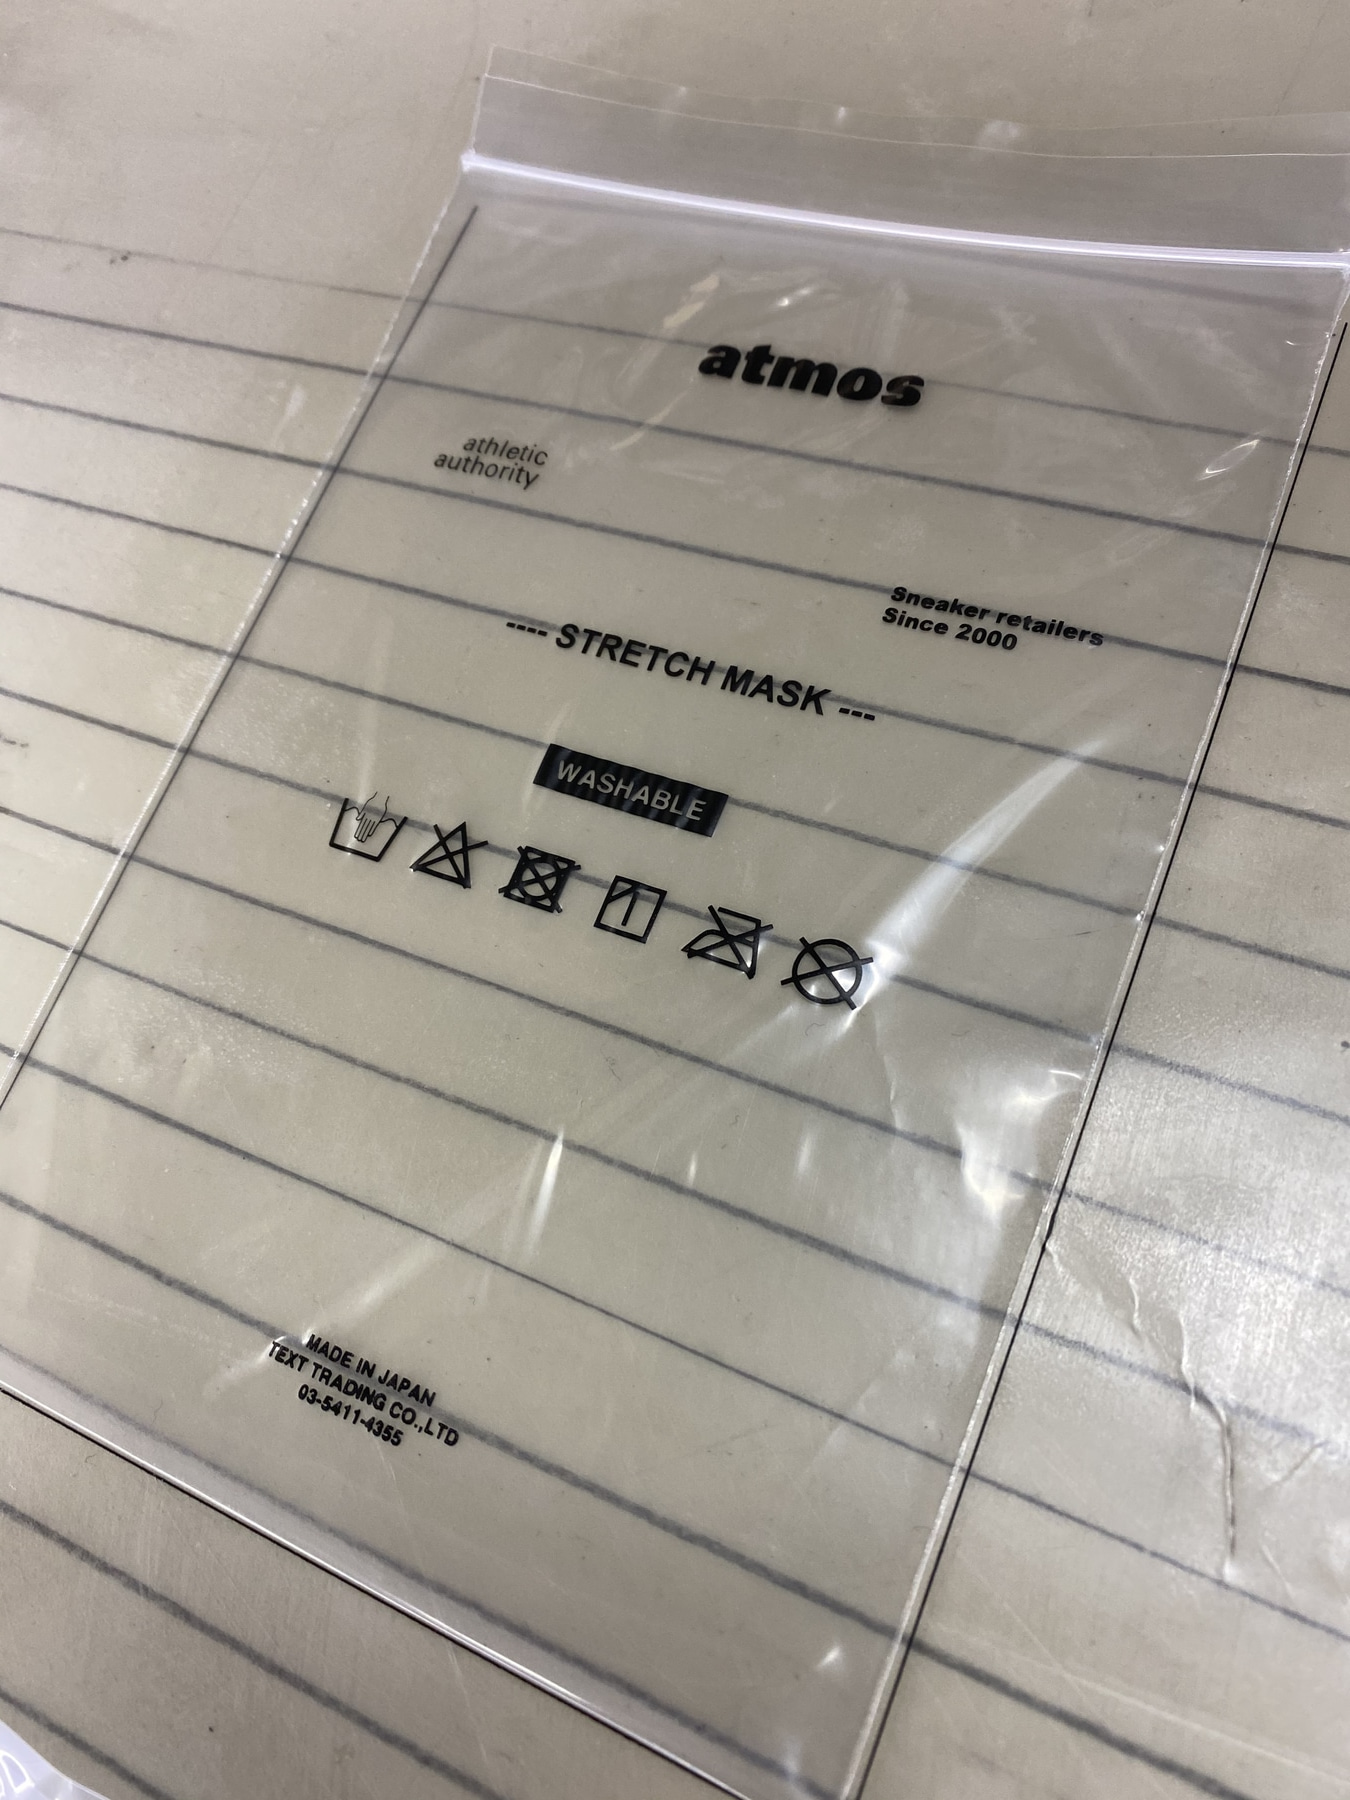 atmos
athletic
authority
Sneaker retailers
Since 2000
---- STRETCH MASK ---
WASHABLE
MADE IN JAPAN
TEXT TRADING CO.,LTD
03-5411-4355